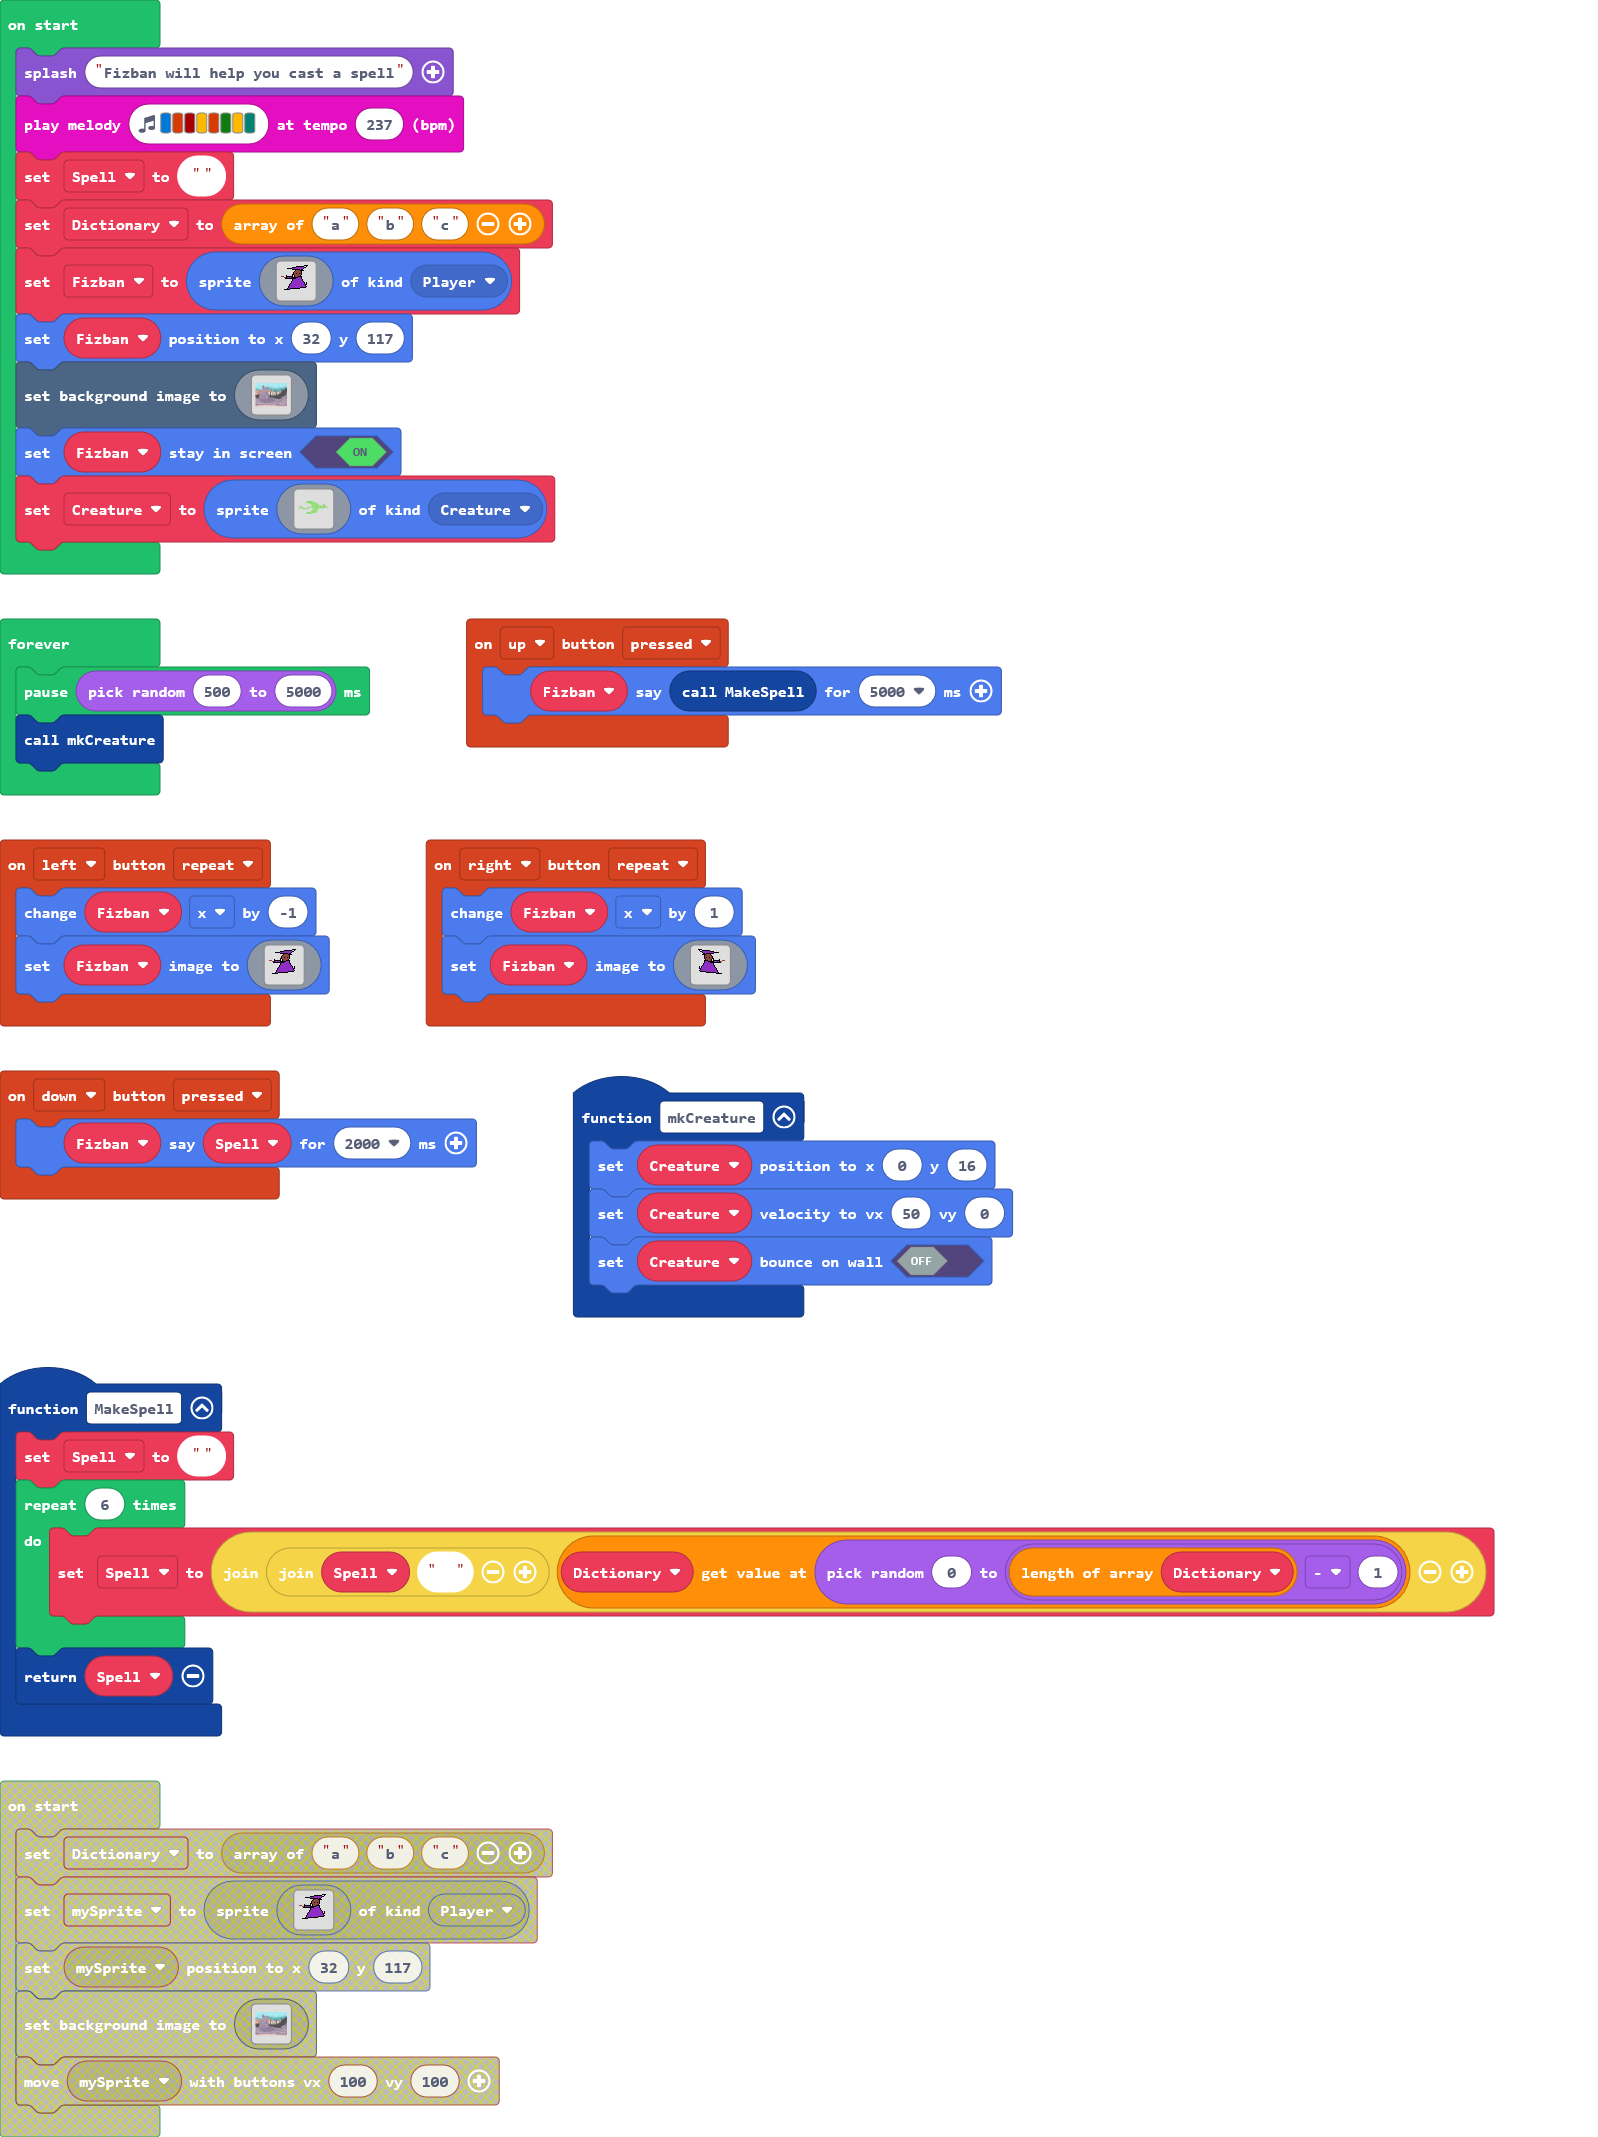 on start
splash "Fizban will help you cast a spell"
play melody at tempo 237 (bpm)
set Spell to ""
set Dictionary to array of "a" "b" "c"
set Fizban to sprite of kind Player
set Fizban position to x 32 y 117
set background image to
set Fizban stay in screen ON
set Creature to sprite of kind Creature
forever
pause pick random 500 to 5000 ms
call mkCreature
on up button pressed
Fizban say call MakeSpell for 5000 ms
on left button repeat
change Fizban x by -1
set Fizban image to
on right button repeat
change Fizban x by 1
set Fizban image to
on down button pressed
Fizban say Spell for 2000 ms
function mkCreature
set Creature position to x 0 y 16
set Creature velocity to vx 50 vy 0
set Creature bounce on wall OFF
function MakeSpell
set Spell to ""
repeat 6 times
do
set Spell to join join Spell " " Dictionary get value at pick random 0 to length of array Dictionary - 1
return Spell
on start
set Dictionary to array of "a" "b" "c"
set mySprite to sprite of kind Player
set mySprite position to x 32 y 117
set background image to
move mySprite with buttons vx 100 vy 100